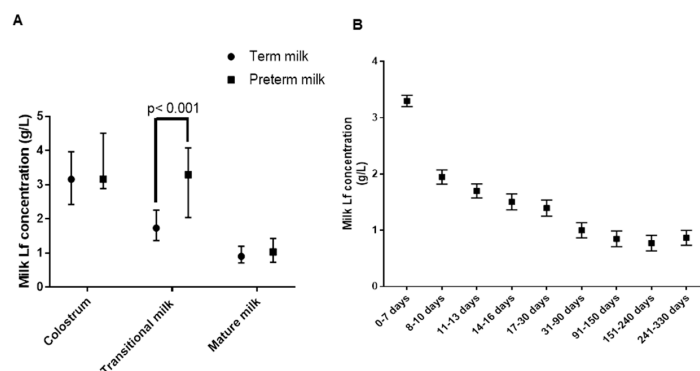 A
Term milk
Preterm milk
p< 0.001
Milk Lf concentration (g/L)
5
4
3
2
1
0
Colostrum
Transitional milk
Mature milk
B
Milk Lf concentration
(g/L)
4
3
2
1
0
0-7 days
8-10 days
11-13 days
14-16 days
17-30 days
31-90 days
91-150 days
151-240 days
241-330 days